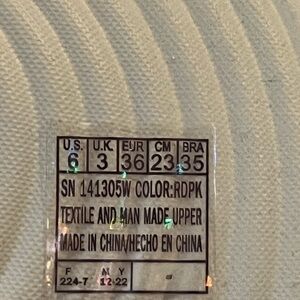 U.S. U.K. EUR CM BRA
6 3 36 23 35
SN 141305W COLOR:RDPK
TEXTILE AND MAN MADE UPPER
MADE IN CHINA/HECHO EN CHINA
F M Y
224-7 12-22